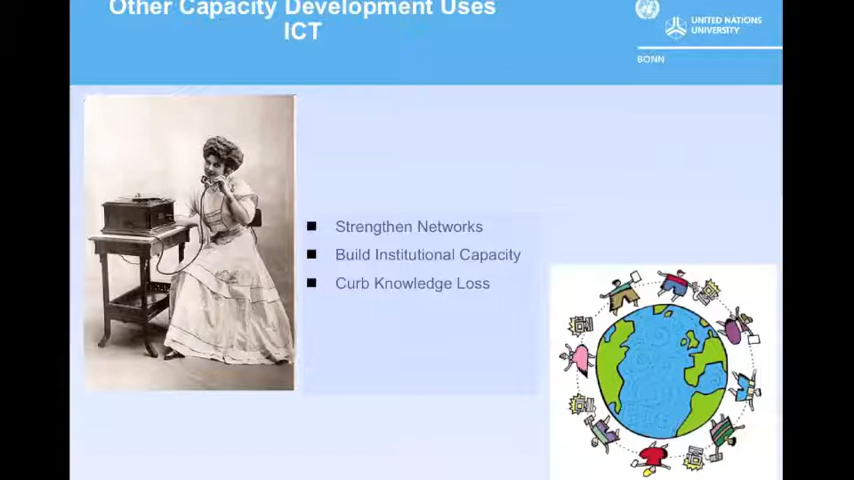 Other Capacity Development Uses
ICT
UNITED NATIONS
UNIVERSITY
BONN
Strengthen Networks
Build Institutional Capacity
Curb Knowledge Loss